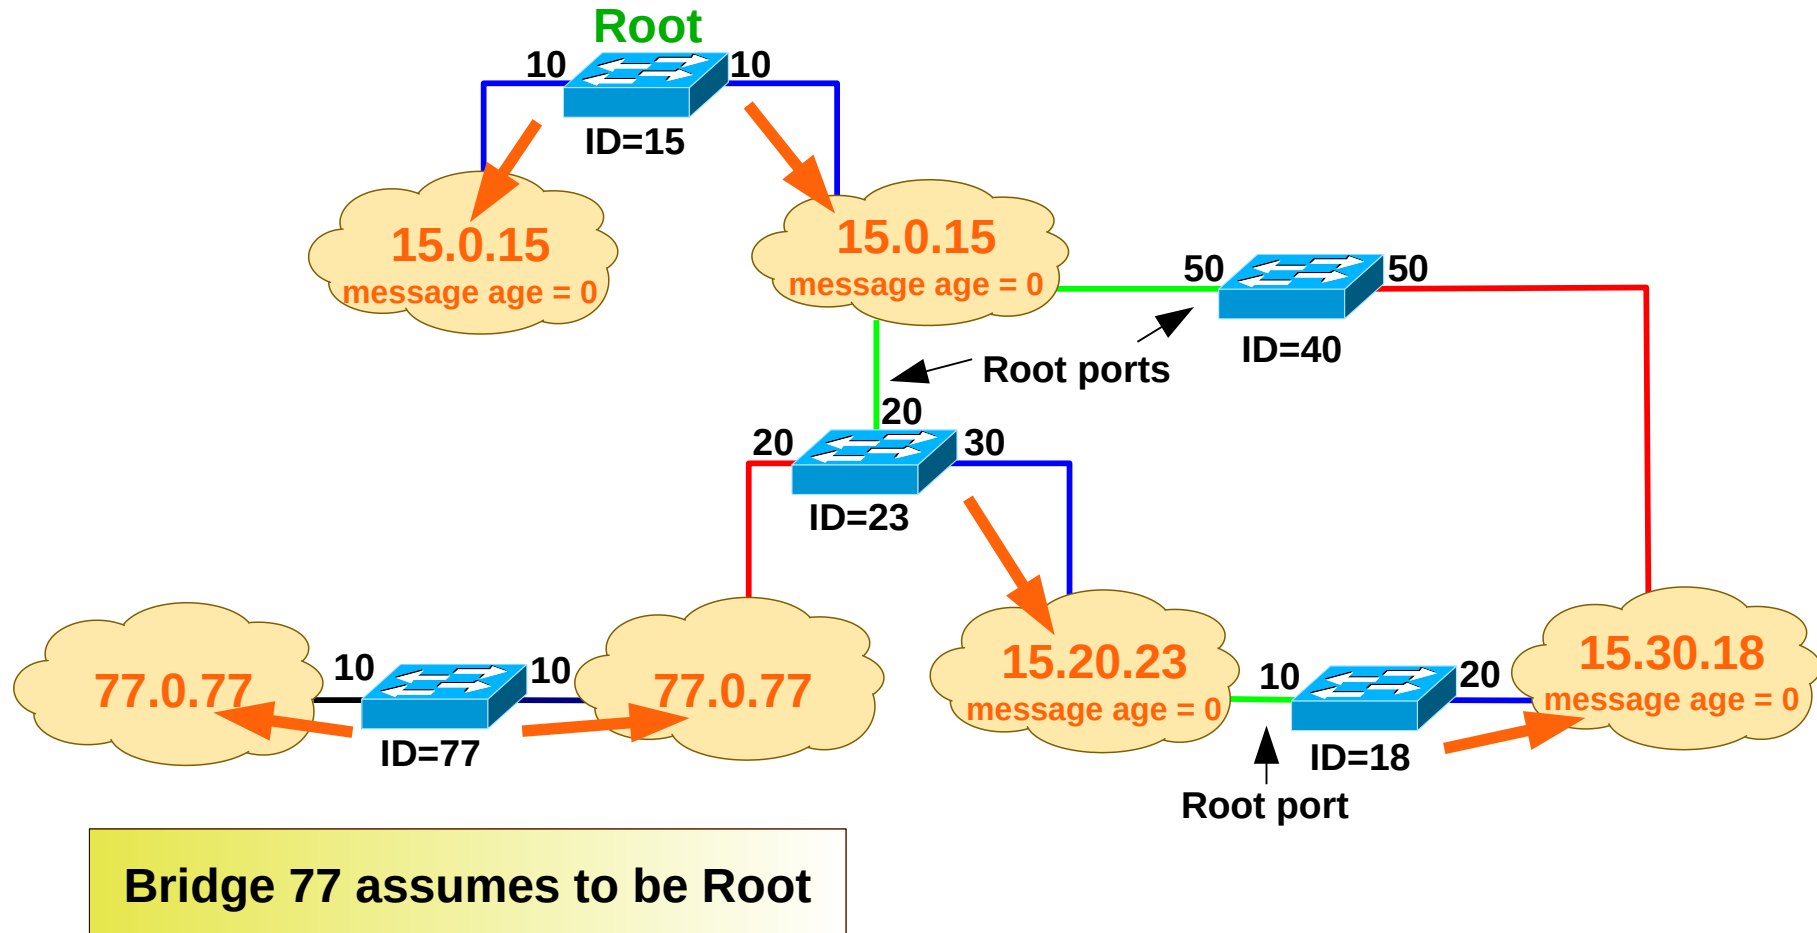 Root
10
10
ID=15
15.0.15
message age = 0
15.0.15
message age = 0
50
50
ID=40
Root ports
20
20
30
ID=23
77.0.77
10
10
ID=77
77.0.77
15.20.23
message age = 0
10
20
ID=18
15.30.18
message age = 0
Root port
Bridge 77 assumes to be Root